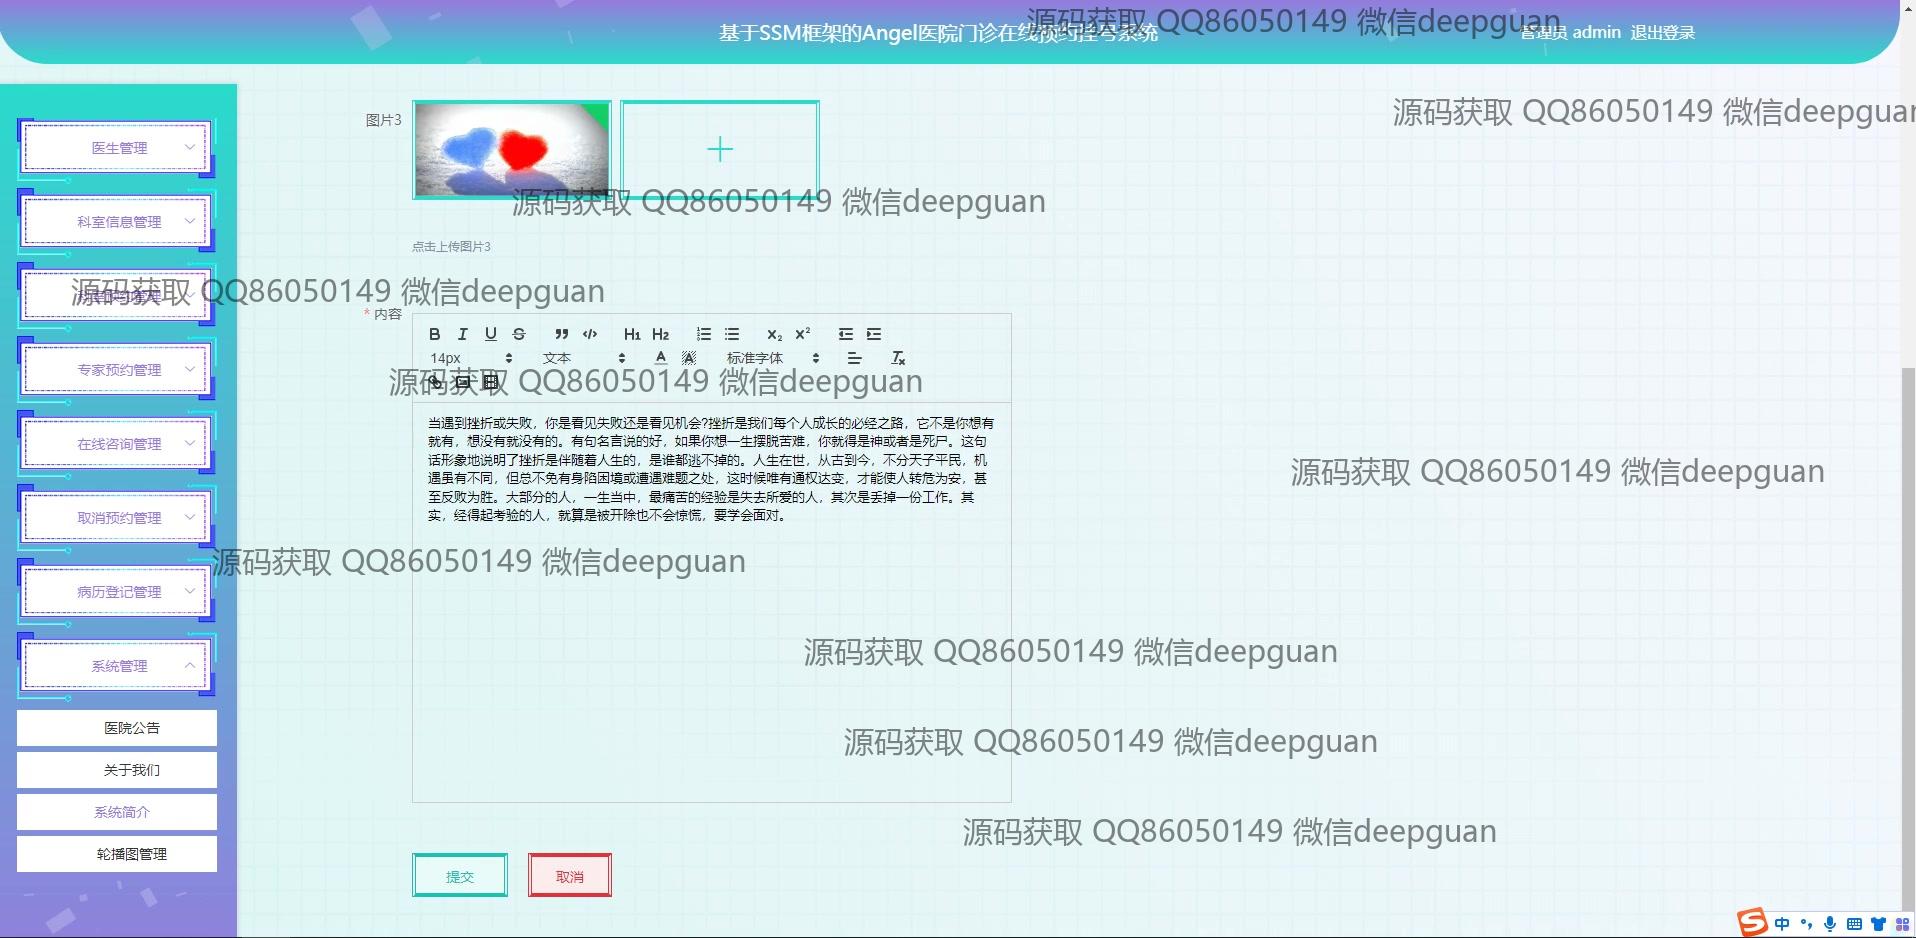 基于SSM框架的Angel医院门诊在线预约挂号系统
源码获取 QQ86050149 微信deepguan
管理员 admin 退出登录
源码获取 QQ86050149 微信deepguan
图片3
医生管理
源码获取 QQ86050149 微信deepguan
科室信息管理
点击上传图片3
源码获取 QQ86050149 微信deepguan
* 内容
B I U S H1 H2 X2 X2
14px 文本 A A 标准字体 Tx
专家预约管理
源码获取 QQ86050149 微信deepguan
当遇到挫折或失败，你是看见失败还是看见机会?挫折是我们每个人成长的必经之路，它不是你想有
就有，想没有就没有的。有句名言说的好，如果你想一生摆脱苦难，你就得是神或者是死尸。这句
在线咨询管理
话形象地说明了挫折是伴随着人生的，是谁都逃不掉的。人生在世，从古到今，不分天子平民，机
源码获取 QQ86050149 微信deepguan
遇虽有不同，但总不免有身陷困境或遭遇难题之处，这时候唯有通权达变，才能使人转危为安，甚
至反败为胜。大部分的人，一生当中，最痛苦的经验是失去所爱的人，其次是丢掉一份工作。其
实，经得起考验的人，就算是被开除也不会惊慌，要学会面对。
取消预约管理
源码获取 QQ86050149 微信deepguan
病历登记管理
源码获取 QQ86050149 微信deepguan
系统管理
医院公告
源码获取 QQ86050149 微信deepguan
关于我们
系统简介
源码获取 QQ86050149 微信deepguan
轮播图管理
提交
取消
S 中